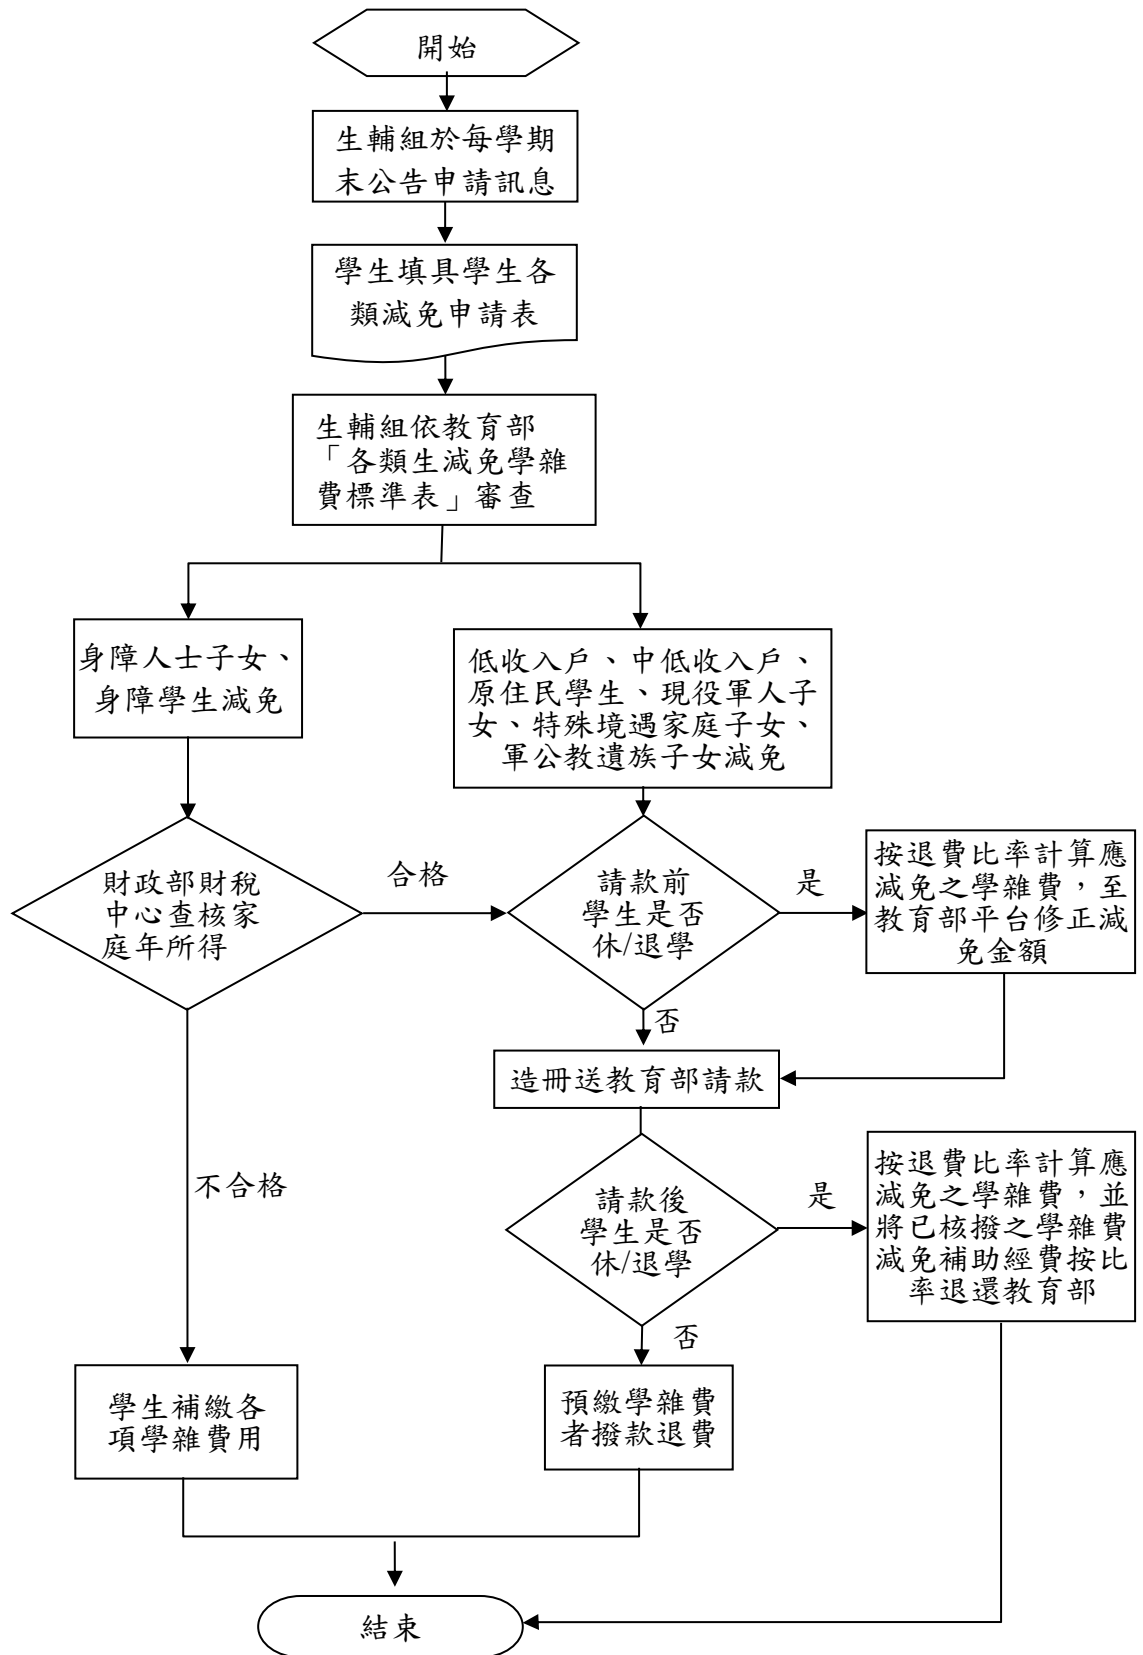 開始
生輔組於每學期
末公告申請訊息
學生填具學生各
類減免申請表
生輔組依教育部
「各類生減免學雜
費標準表」審查
身障人士子女、
身障學生減免
低收入戶、中低收入戶、
原住民學生、現役軍人子
女、特殊境遇家庭子女、
軍公教遺族子女減免
財政部財稅
中心查核家
庭年所得
合格
請款前
學生是否
休/退學
是
按退費比率計算應
減免之學雜費，至
教育部平台修正減
免金額
否
造冊送教育部請款
不合格
請款後
學生是否
休/退學
是
按退費比率計算應
減免之學雜費，並
將已核撥之學雜費
減免補助經費按比
率退還教育部
否
學生補繳各
項學雜費用
預繳學雜費
者撥款退費
結束